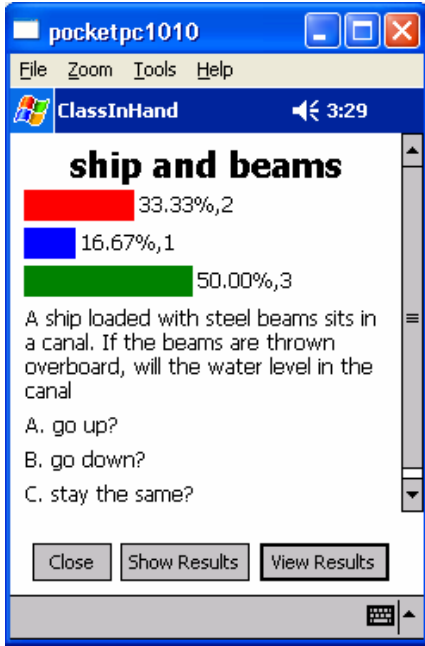 pocketpc1010
File Zoom Tools Help
ClassInHand 3:29
ship and beams
33.33%,2
16.67%,1
50.00%,3
A ship loaded with steel beams sits in
a canal. If the beams are thrown
overboard, will the water level in the
canal
A. go up?
B. go down?
C. stay the same?
Close Show Results View Results